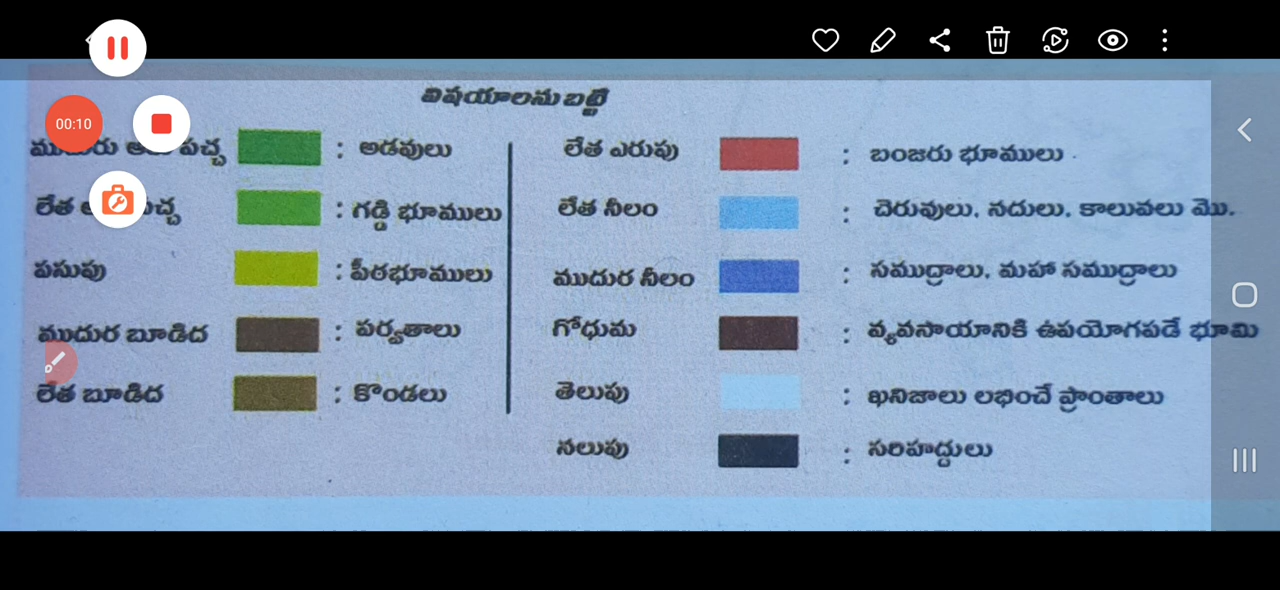 00:10
విషయాలను బట్టి
పచ్చ : అడవులు
లేత : గడ్డి భూములు
పసుపు : పీఠభూములు
ముదుర బూడిద : పర్వతాలు
లేత బూడిద : కొండలు
లేత ఎరుపు : బంజరు భూములు
లేత నీలం : చెరువులు, నదులు, కాలువలు మొ.
ముదుర నీలం : సముద్రాలు, మహా సముద్రాలు
గోధుమ : వ్యవసాయానికి ఉపయోగపడే భూమి
తెలుపు : ఖనిజాలు లభించే ప్రాంతాలు
నలుపు : సరిహద్దులు